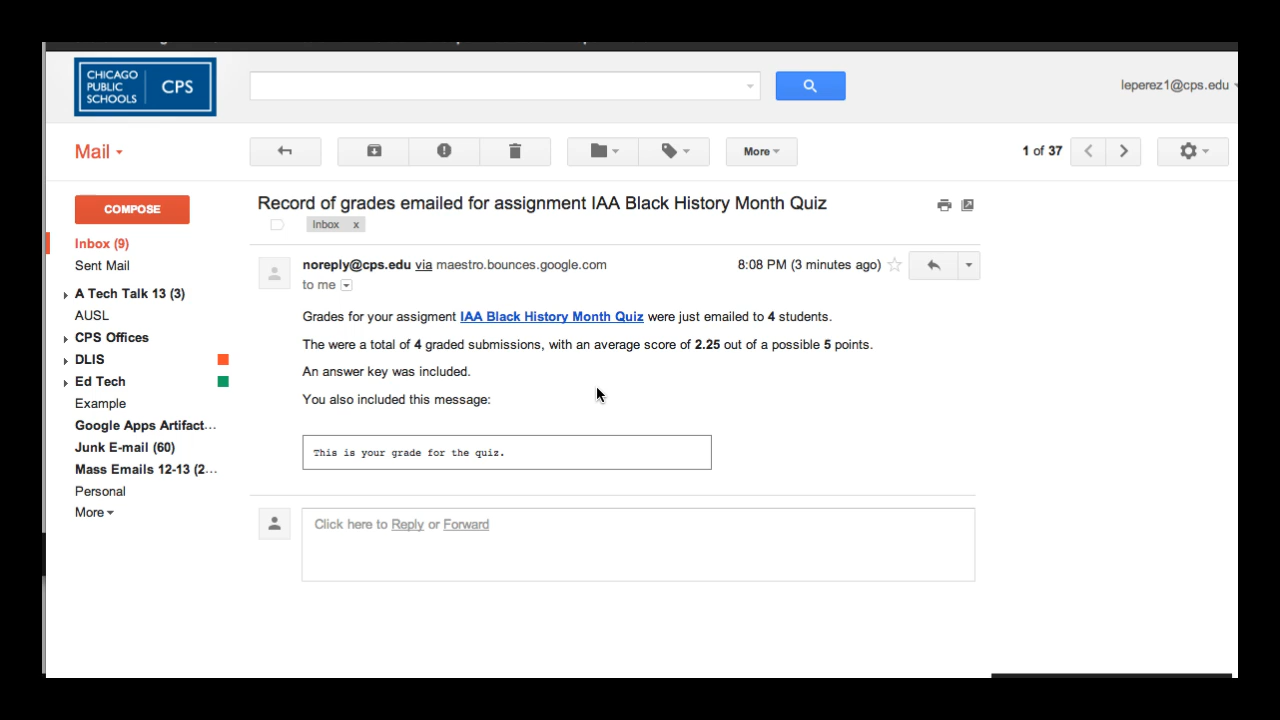 CHICAGO
PUBLIC
SCHOOLS
CPS
leperez1@cps.edu
Mail
More
1 of 37
COMPOSE
Inbox (9)
Sent Mail
A Tech Talk 13 (3)
AUSL
CPS Offices
DLIS
Ed Tech
Example
Google Apps Artifact...
Junk E-mail (60)
Mass Emails 12-13 (2...
Personal
More
Record of grades emailed for assignment IAA Black History Month Quiz
Inbox x
noreply@cps.edu via maestro.bounces.google.com
8:08 PM (3 minutes ago)
to me
Grades for your assigment IAA Black History Month Quiz were just emailed to 4 students.
The were a total of 4 graded submissions, with an average score of 2.25 out of a possible 5 points.
An answer key was included.
You also included this message:
This is your grade for the quiz.
Click here to Reply or Forward